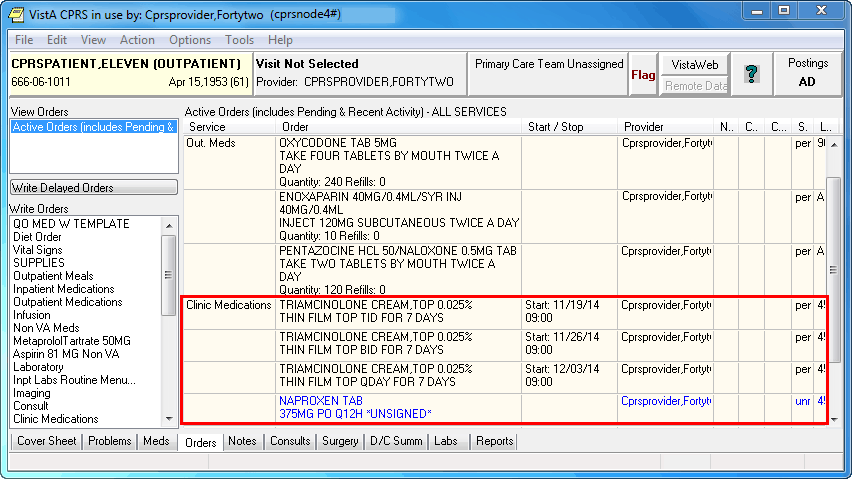 VistA CPRS in use by: Cprsprovider,Fortytwo (cprsnode4#)
File Edit View Action Options Tools Help
CPRSPATIENT,ELEVEN (OUTPATIENT)
666-06-1011 Apr 15,1953 (61)
Visit Not Selected
Provider: CPRSPROVIDER,FORTYTWO
Primary Care Team Unassigned
Flag
VistaWeb
Remote Data
?
Postings
AD
View Orders
Active Orders (includes Pending &
Write Delayed Orders
Write Orders
QO MED W TEMPLATE
Diet Order
Vital Signs
SUPPLIES
Outpatient Meals
Inpatient Medications
Outpatient Medications
Infusion
Non VA Meds
MetaprololTartrate 50MG
Aspirin 81 MG Non VA
Laboratory
Inpt Labs Routine Menu...
Imaging
Consult
Clinic Medications
Active Orders (includes Pending & Recent Activity) - ALL SERVICES
Service Order Start / Stop Provider N.. C.. C... S. L...
Out. Meds OXYCODONE TAB 5MG Cprsprovider,Fortyt per
TAKE FOUR TABLETS BY MOUTH TWICE A
DAY
Quantity: 240 Refills: 0
ENOXAPARIN 40MG/0.4ML/SYR INJ Cprsprovider,Fortyt per A
40MG/0.4ML
INJECT 120MG SUBCUTANEOUS TWICE A DAY
Quantity: 10 Refills: 0
PENTAZOCINE HCL 50/NALOXONE 0.5MG TAB Cprsprovider,Fortyt per A
TAKE TWO TABLETS BY MOUTH TWICE A
DAY
Quantity: 120 Refills: 0
Clinic Medications TRIAMCINOLONE CREAM,TOP 0.025% Start: 11/19/14 Cprsprovider,Fortyt per 45
THIN FILM TOP TID FOR 7 DAYS 09:00
TRIAMCINOLONE CREAM,TOP 0.025% Start: 11/26/14 Cprsprovider,Fortyt per 45
THIN FILM TOP BID FOR 7 DAYS 09:00
TRIAMCINOLONE CREAM,TOP 0.025% Start: 12/03/14 Cprsprovider,Fortyt per 45
THIN FILM TOP QDAY FOR 7 DAYS 09:00
NAPROXEN TAB Cprsprovider,Fortyt unr 45
375MG PO Q12H *UNSIGNED*
Cover Sheet Problems Meds Orders Notes Consults Surgery D/C Summ Labs Reports